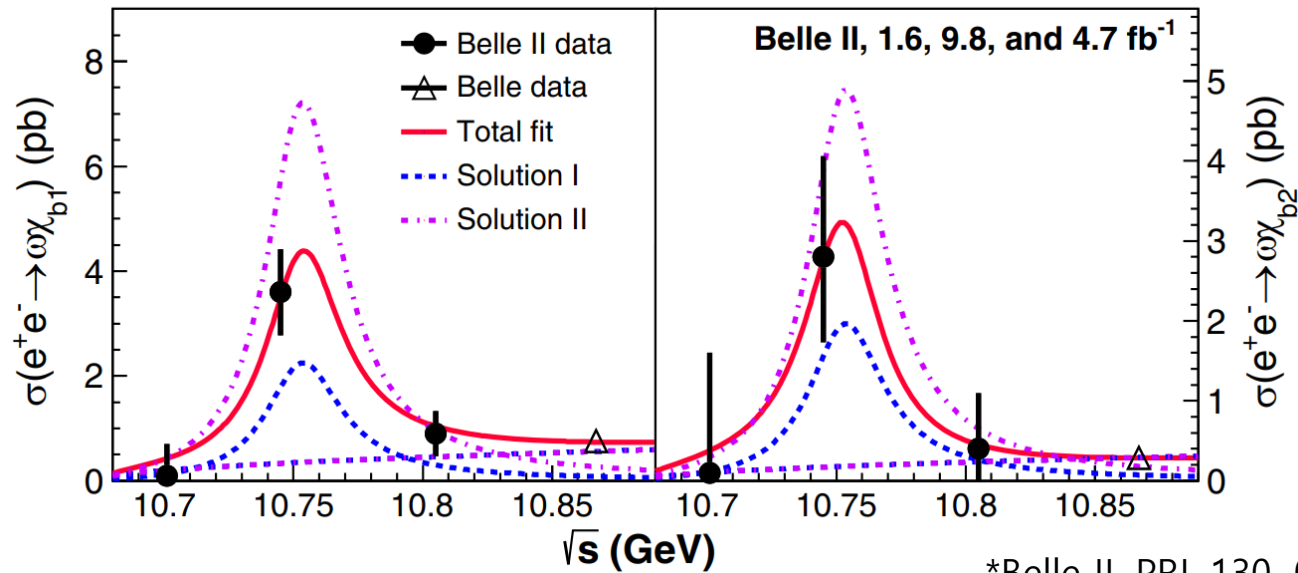 σ(e⁺e⁻→ωχ_b1) (pb)
8
6
4
2
0
Belle II data
Belle data
Total fit
Solution I
Solution II
10.7 10.75 10.8 10.85
Belle II, 1.6, 9.8, and 4.7 fb⁻¹
5
4
3
2
1
0
10.7 10.75 10.8 10.85
σ(e⁺e⁻→ωχ_b2) (pb)
√s (GeV)
*Belle II, PRL 130,